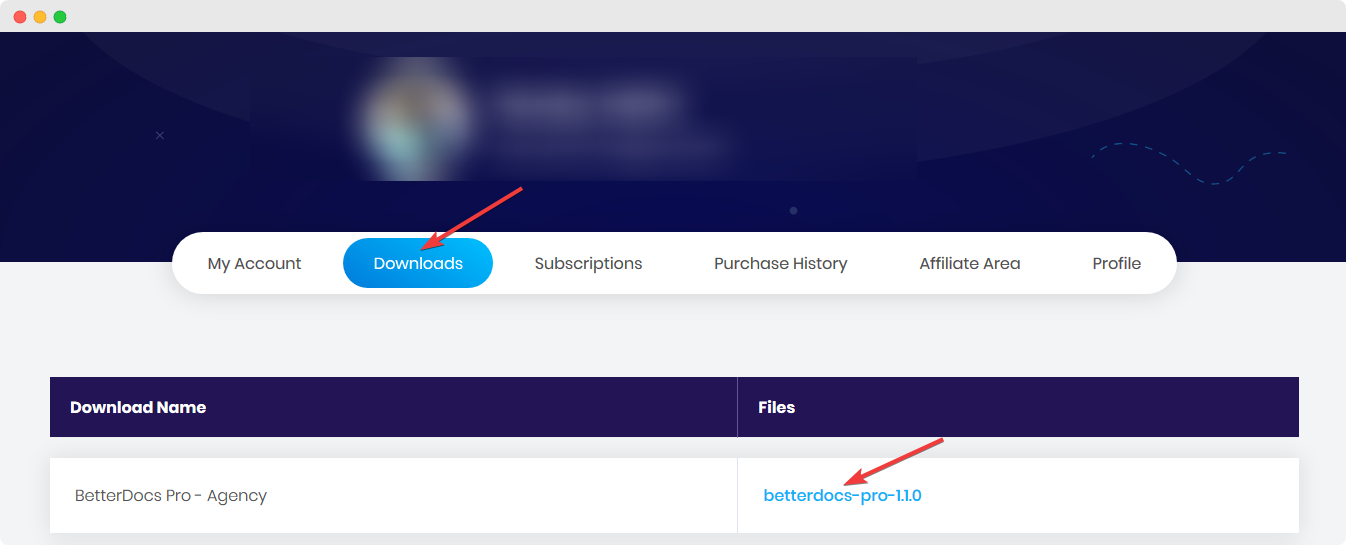 My Account Downloads Subscriptions Purchase History Affiliate Area Profile
Download Name Files
BetterDocs Pro - Agency betterdocs-pro-1.1.0